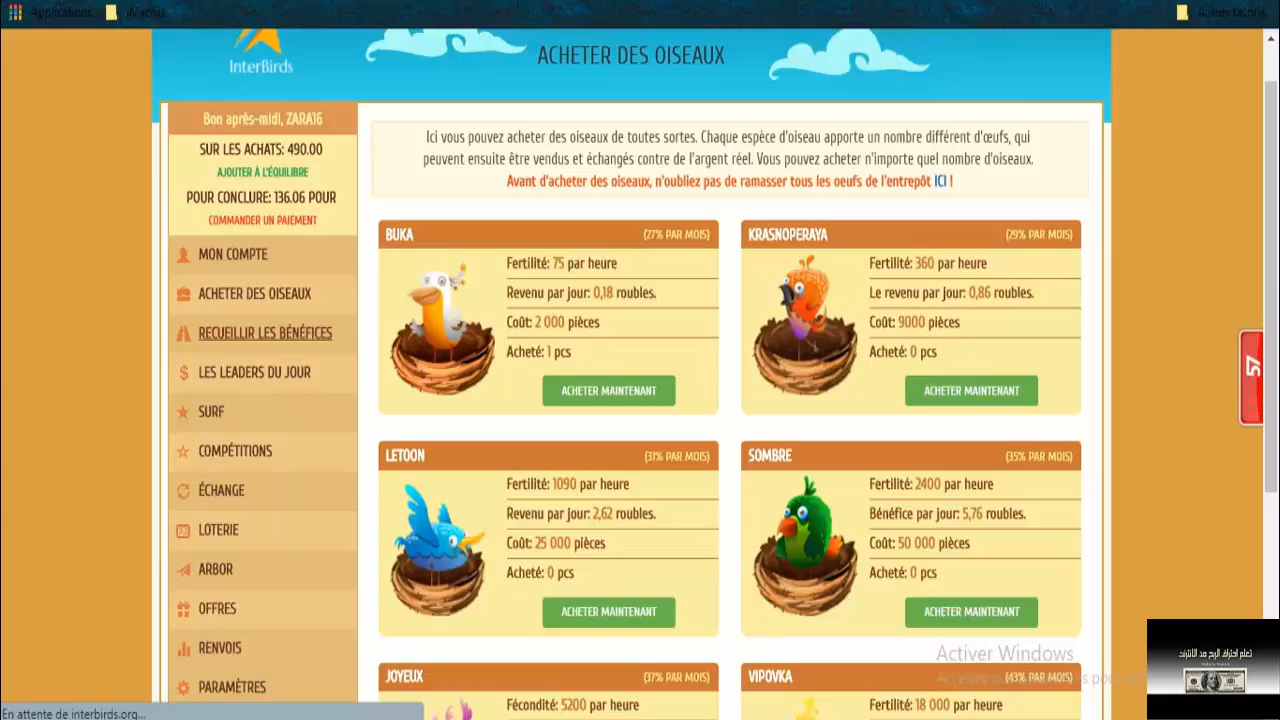 Applications
iMacros
Autres favoris
InterBirds
ACHETER DES OISEAUX
Bon après-midi, ZARA16
SUR LES ACHATS: 490.00
AJOUTER À L'ÉQUILIBRE
POUR CONCLURE: 136.06 POUR
COMMANDER UN PAIEMENT
MON COMPTE
ACHETER DES OISEAUX
RECUEILLIR LES BÉNÉFICES
LES LEADERS DU JOUR
SURF
COMPÉTITIONS
ÉCHANGE
LOTERIE
ARBOR
OFFRES
RENVOIS
PARAMÈTRES
Ici vous pouvez acheter des oiseaux de toutes sortes. Chaque espèce d'oiseau apporte un nombre différent d'œufs, qui
peuvent ensuite être vendus et échangés contre de l'argent réel. Vous pouvez acheter n'importe quel nombre d'oiseaux.
Avant d'acheter des oiseaux, n'oubliez pas de ramasser tous les oeufs de l'entrepôt ICI !
BUKA (27% PAR MOIS)
Fertilité: 75 par heure
Revenu par jour: 0,18 roubles.
Coût: 2 000 pièces
Acheté: 1 pcs
ACHETER MAINTENANT
KRASNOPERAYA (29% PAR MOIS)
Fertilité: 360 par heure
Le revenu par jour: 0,86 roubles.
Coût: 9000 pièces
Acheté: 0 pcs
ACHETER MAINTENANT
LETOON (31% PAR MOIS)
Fertilité: 1090 par heure
Revenu par jour: 2,62 roubles.
Coût: 25 000 pièces
Acheté: 0 pcs
ACHETER MAINTENANT
SOMBRE (35% PAR MOIS)
Fertilité: 2400 par heure
Bénéfice par jour: 5,76 roubles.
Coût: 50 000 pièces
Acheté: 0 pcs
ACHETER MAINTENANT
JOYEUX (37% PAR MOIS)
Fécondité: 5200 par heure
VIPOVKA (43% PAR MOIS)
Fertilité: 18 000 par heure
57
Activer Windows
تعلم احتراف الربح من الانترنت
En attente de interbirds.org...